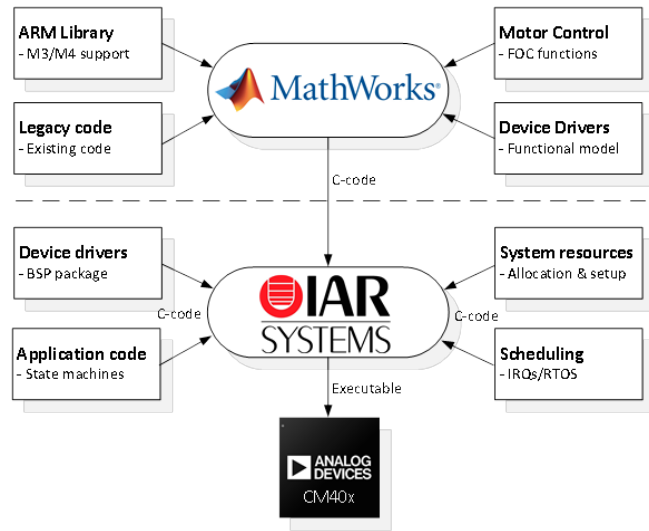 ARM Library
- M3/M4 support
Motor Control
- FOC functions
MathWorks®
Legacy code
- Existing code
Device Drivers
- Functional model
C-code
Device drivers
- BSP package
System resources
- Allocation & setup
C-code
IAR
SYSTEMS
C-code
Application code
- State machines
Scheduling
- IRQs/RTOS
Executable
ANALOG
DEVICES
CM40x